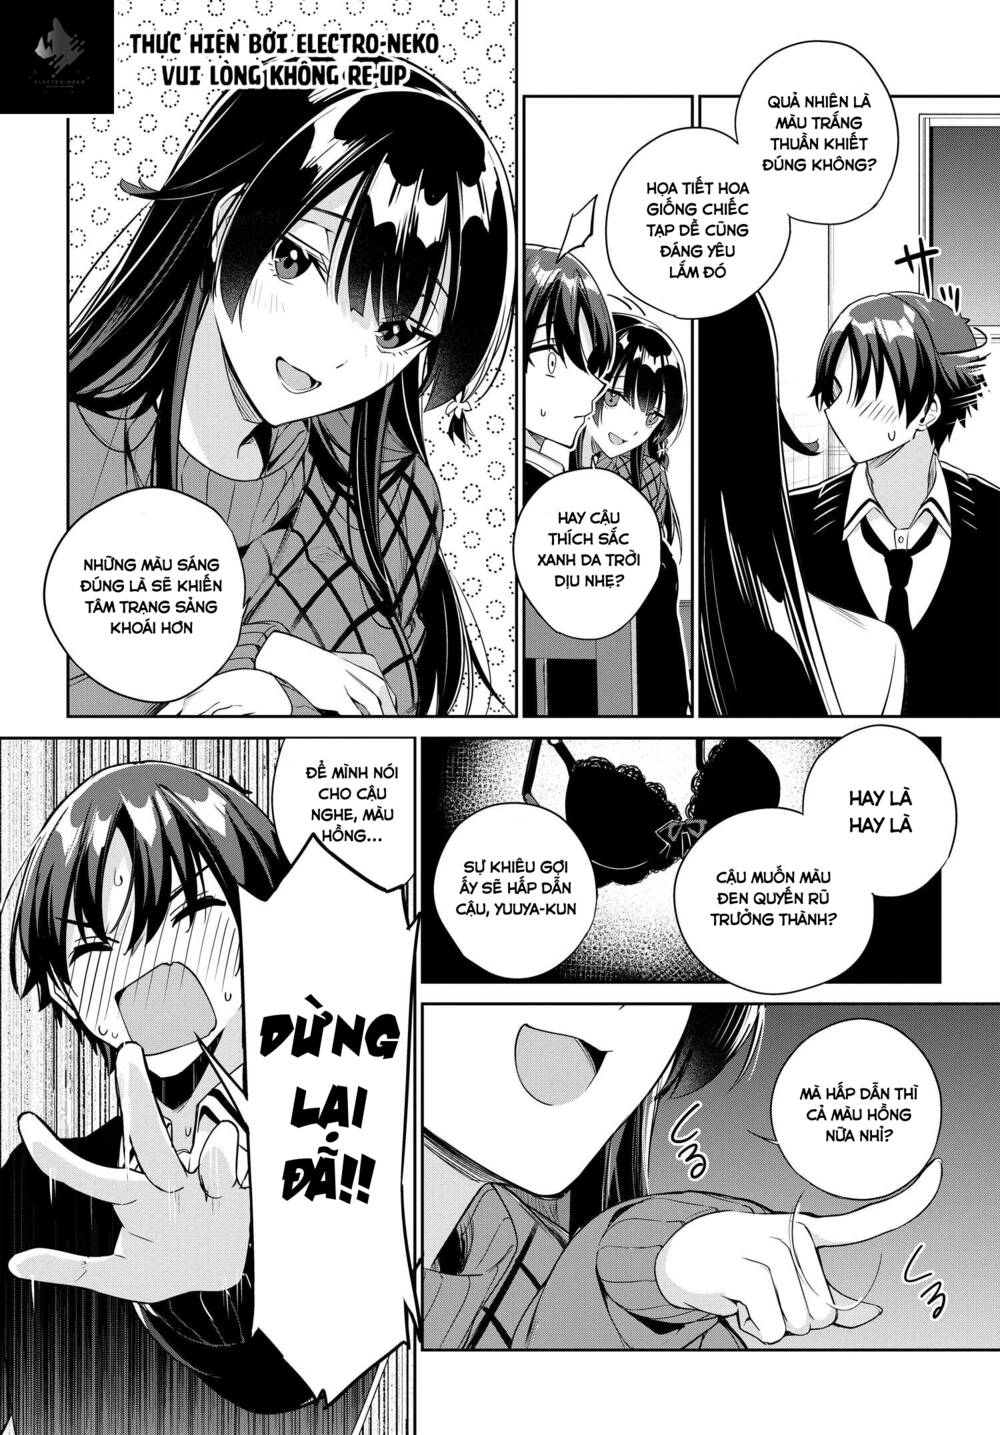 ELECTRO-NEKO
THỰC HIỆN BỞI ELECTRO-NEKO
VUI LÒNG KHÔNG RE-UP
QUẢ NHIÊN LÀ
MÀU TRẮNG
THUẦN KHIẾT
ĐÚNG KHÔNG?
HỌA TIẾT HOA
GIỐNG CHIẾC
TẠP DỀ CŨNG
ĐÁNG YÊU
LẮM ĐÓ
HAY CẬU
THÍCH SẮC
XANH DA TRỜI
DỊU NHẸ?
NHỮNG MÀU SÁNG
ĐÚNG LÀ SẼ KHIẾN
TÂM TRẠNG SẢNG
KHOÁI HƠN
HAY LÀ
HAY LÀ
CẬU MUỐN MÀU
ĐEN QUYẾN RŨ
TRƯỞNG THÀNH?
SỰ KHIÊU GỢI
ẤY SẼ HẤP DẪN
CẬU, YUUYA-KUN
MÀ HẤP DẪN THÌ
CẢ MÀU HỒNG
NỮA NHỈ?
ĐỂ MÌNH NÓI
CHO CẬU
NGHE, MÀU
HỒNG...
DỪNG
LẠI
ĐÃ!!